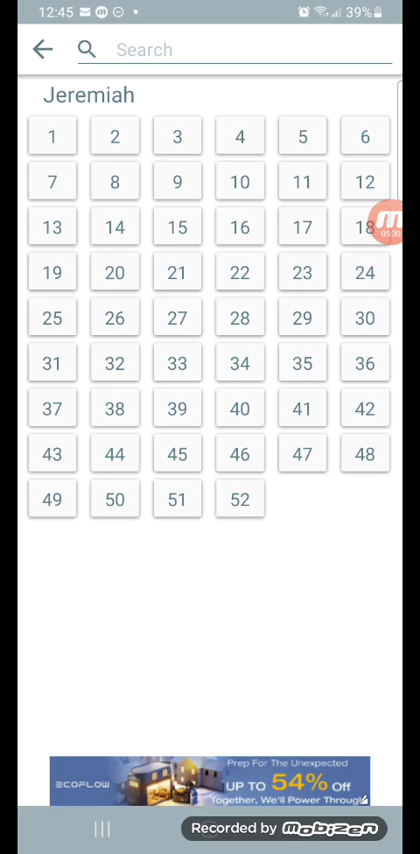 12:45 39%
Search
Jeremiah
1 2 3 4 5 6
7 8 9 10 11 12
13 14 15 16 17 18
05:30
19 20 21 22 23 24
25 26 27 28 29 30
31 32 33 34 35 36
37 38 39 40 41 42
43 44 45 46 47 48
49 50 51 52
Prep For The Unexpected
ECOFLOW UP TO 54% Off
Together, We'll Power Through
Recorded by mobizen